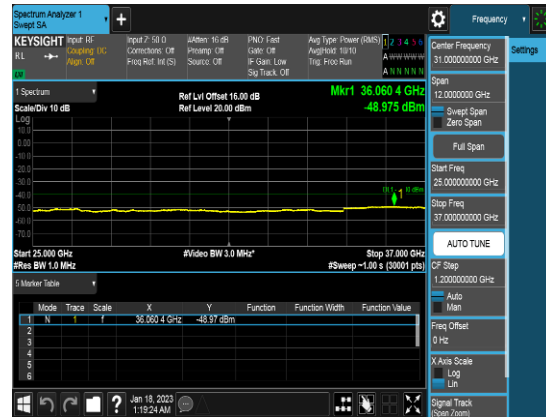 Spectrum Analyzer 1
Swept SA
Frequency
KEYSIGHT
RL
Input: RF
Coupling: DC
Align: Off
Input Z: 50 Ω
Corrections: Off
Freq Ref: Int (S)
#Atten: 16 dB
Preamp: Off
Source: Off
PNO: Fast
Gate: Off
IF Gain: Low
Sig Track: Off
Avg Type: Power (RMS)
Avg|Hold: 10/10
Trig: Free Run
1 2 3 4 5 6
A W W W W W
A N N N N N
1 Spectrum
Scale/Div 10 dB
Ref Lvl Offset 16.00 dB
Ref Level 20.00 dBm
Mkr1 36.060 4 GHz
-48.975 dBm
Log
10.0
0.00
-10.0
-20.0
-30.0
-40.0
-50.0
-60.0
-70.0
1
Start 25.000 GHz
#Res BW 1.0 MHz
#Video BW 3.0 MHz*
Stop 37.000 GHz
#Sweep ~1.00 s (30001 pts)
5 Marker Table
Mode Trace Scale X Y Function Function Width Function Value
1 N 1 f 36.060 4 GHz -48.97 dBm
2
3
4
5
6
Jan 18, 2023
1:19:24 AM
Center Frequency
31.000000000 GHz
Settings
Span
12.0000000 GHz
Swept Span
Zero Span
Full Span
Start Freq
25.000000000 GHz
Stop Freq
37.000000000 GHz
AUTO TUNE
CF Step
1.200000000 GHz
Auto
Man
Freq Offset
0 Hz
X Axis Scale
Log
Lin
Signal Track
(Span Zoom)